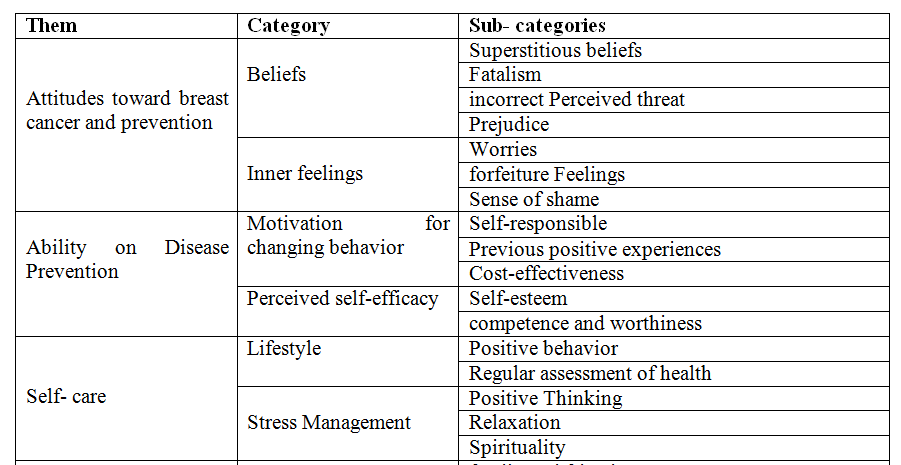 Them Category Sub- categories
Superstitious beliefs
Beliefs
Fatalism
Attitudes toward breast
cancer and prevention
incorrect Perceived threat
Prejudice
Worries
Inner feelings
forfeiture Feelings
Sense of shame
Motivation for
changing behavior
Self-responsible
Ability on Disease
Prevention
Previous positive experiences
Cost-effectiveness
Perceived self-efficacy
Self-esteem
competence and worthiness
Lifestyle
Positive behavior
Regular assessment of health
Self- care
Positive Thinking
Stress Management
Relaxation
Spirituality